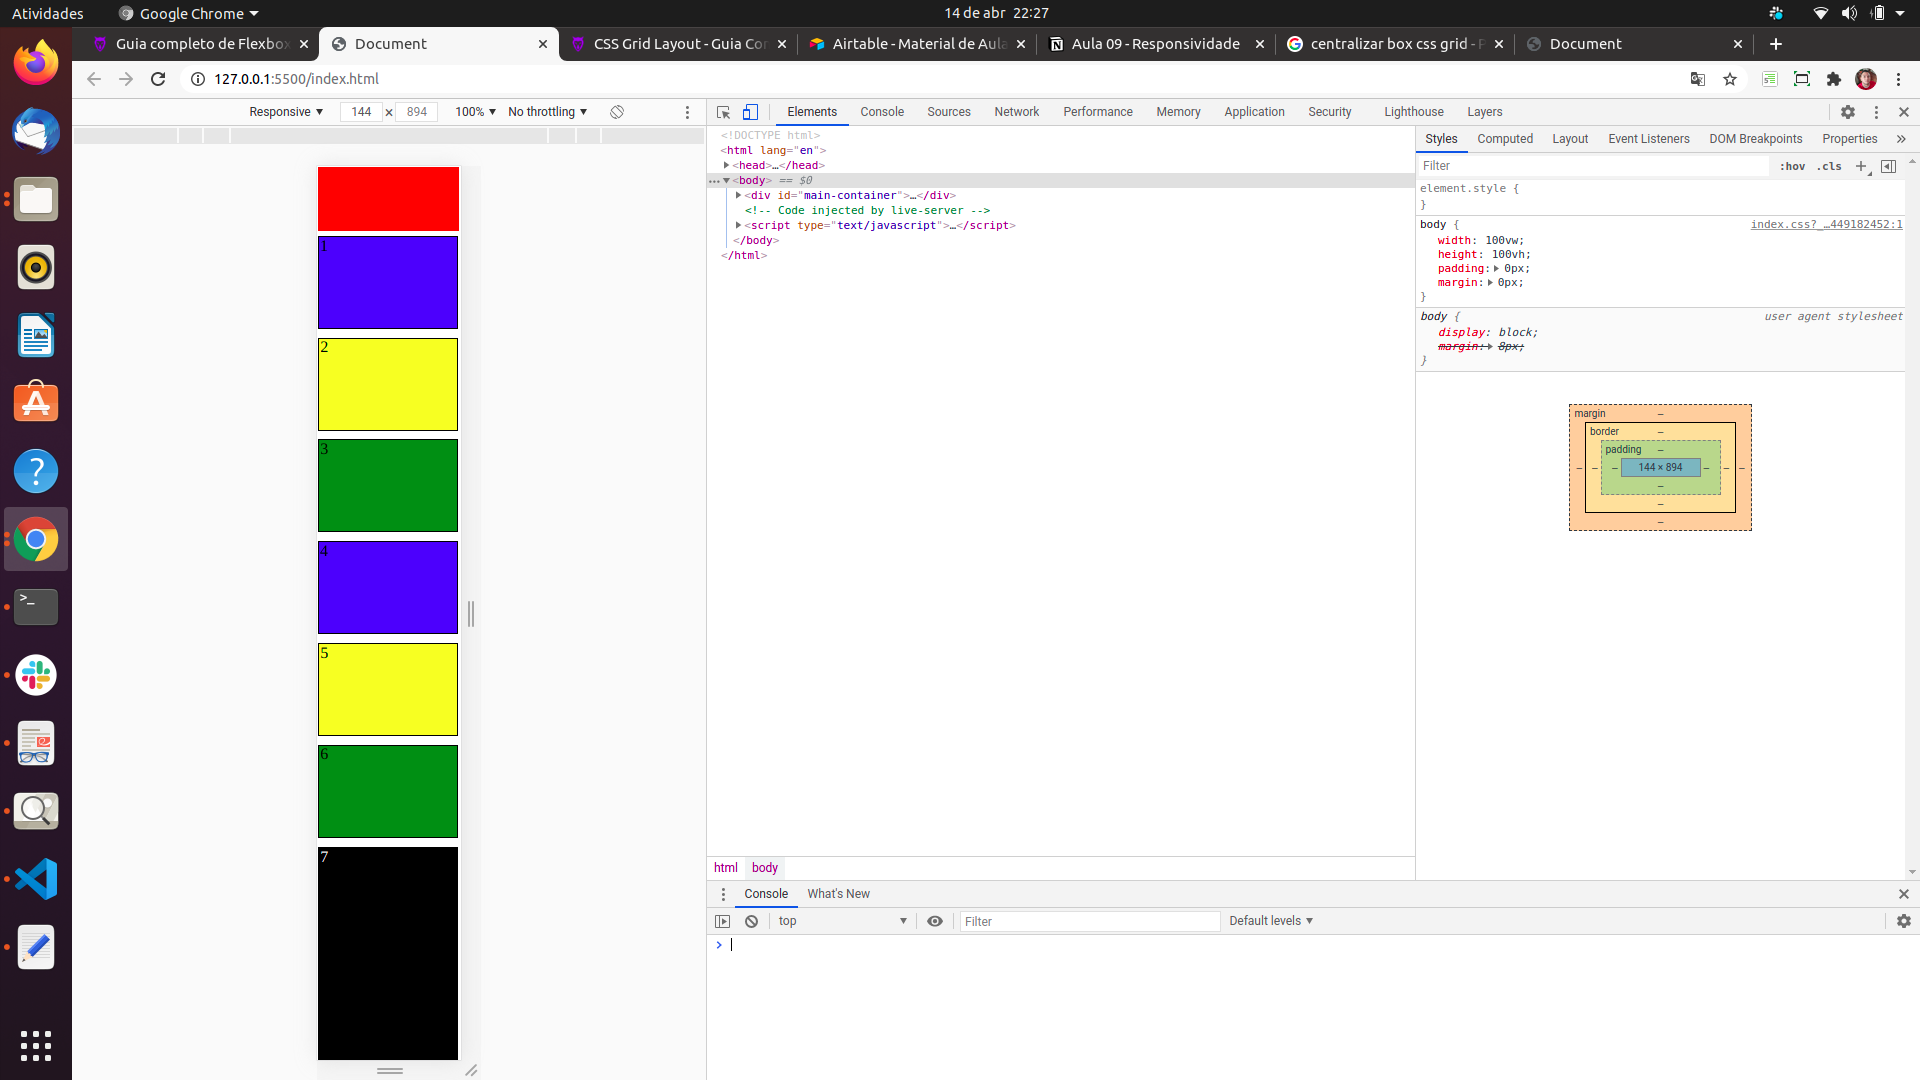 Atividades
Google Chrome
14 de abr 22:27
Guia completo de Flexbox
Document
CSS Grid Layout - Guia Con
Airtable - Material de Aula
Aula 09 - Responsividade
centralizar box css grid - P
Document
127.0.0.1:5500/index.html
Responsive
144
×
894
100%
No throttling
Elements
Console
Sources
Network
Performance
Memory
Application
Security
Lighthouse
Layers
<!DOCTYPE html>
<html lang="en">
<head>…</head>
<body> == $0
<div id="main-container">…</div>
<!-- Code injected by live-server -->
<script type="text/javascript">…</script>
</body>
</html>
1
2
3
4
5
6
7
Styles
Computed
Layout
Event Listeners
DOM Breakpoints
Properties
Filter
:hov .cls
element.style {
}
body {
index.css?_…449182452:1
width: 100vw;
height: 100vh;
padding: 0px;
margin: 0px;
}
body {
user agent stylesheet
display: block;
margin: 8px;
}
margin –
border –
padding –
– – – 144 × 894 – – –
–
–
–
html body
Console
What's New
top
Filter
Default levels